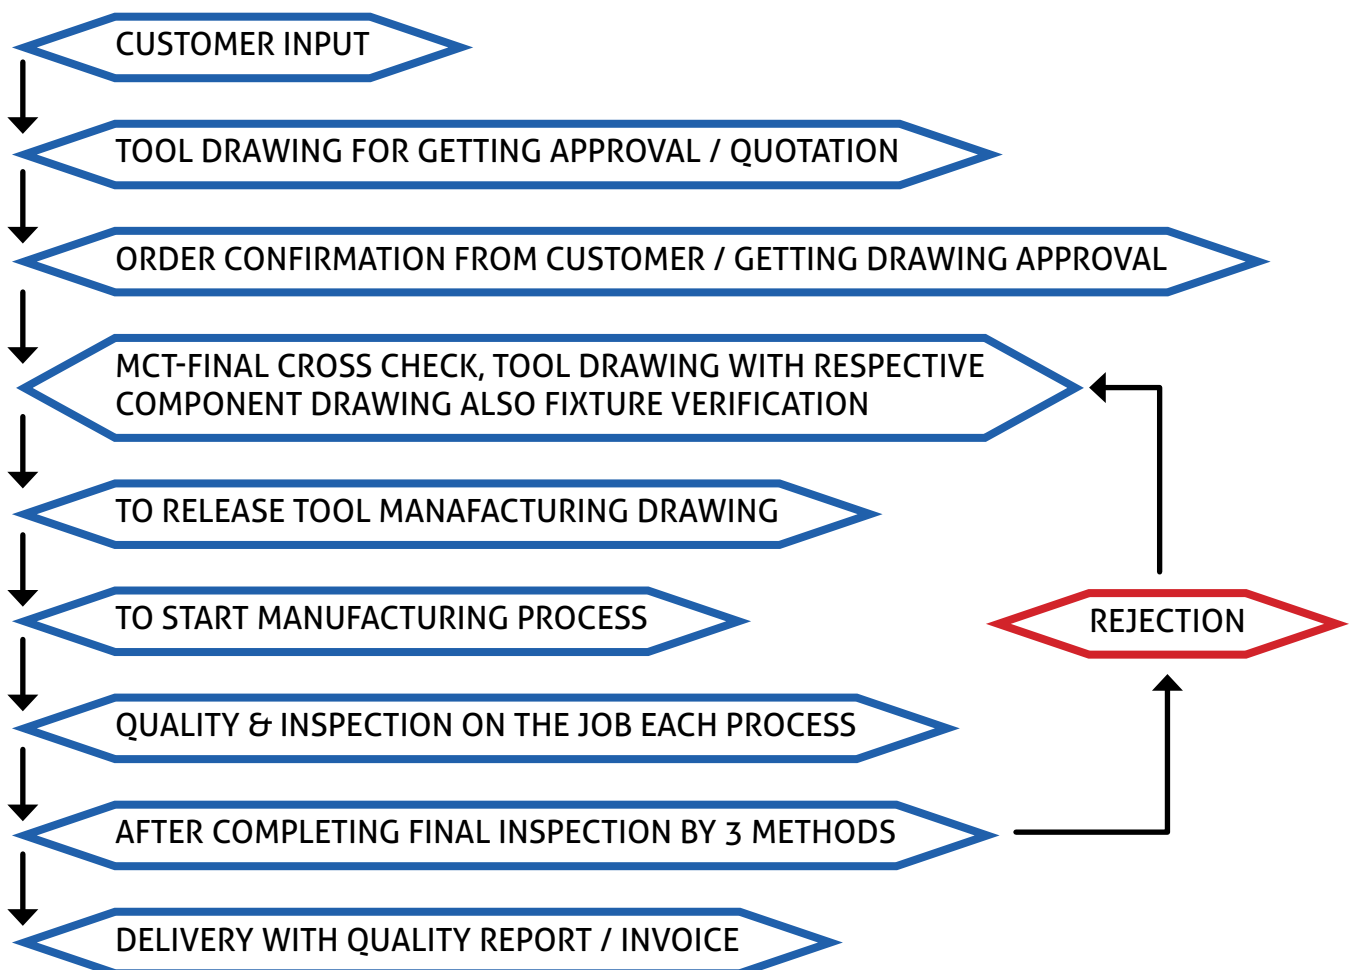 CUSTOMER INPUT
TOOL DRAWING FOR GETTING APPROVAL / QUOTATION
ORDER CONFIRMATION FROM CUSTOMER / GETTING DRAWING APPROVAL
MCT-FINAL CROSS CHECK, TOOL DRAWING WITH RESPECTIVE
COMPONENT DRAWING ALSO FIXTURE VERIFICATION
TO RELEASE TOOL MANAFACTURING DRAWING
TO START MANUFACTURING PROCESS
REJECTION
QUALITY & INSPECTION ON THE JOB EACH PROCESS
AFTER COMPLETING FINAL INSPECTION BY 3 METHODS
DELIVERY WITH QUALITY REPORT / INVOICE